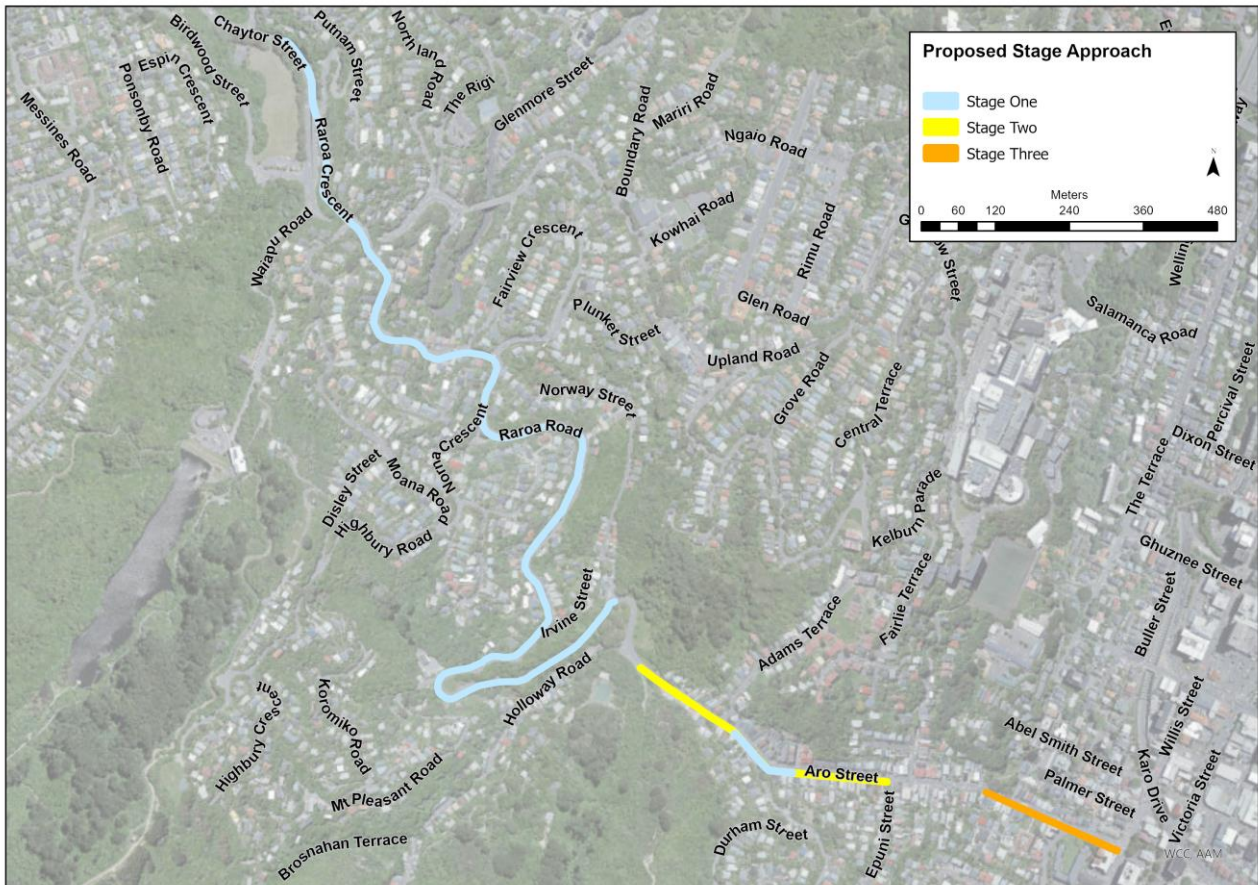 Proposed Stage Approach
Stage One
Stage Two
Stage Three
N
Meters
0 60 120 240 360 480
Chaytor Street
Birdwood Street
Espin Crescent
Ponsonby Road
Messines Road
Putnam Street
Northland Road
The Rigi
Glenmore Street
Raroa Crescent
Waiapu Road
Boundary Road
Mariri Road
Ngaio Road
Kowhai Road
Rimu Road
Fairview Crescent
Plunket Street
Glen Road
Upland Road
Grove Road
Central Terrace
Salamanca Road
Percival Street
Dixon Street
The Terrace
Norway Street
Raroa Road
Norna Crescent
Moana Road
Disley Street
Highbury Road
Kelburn Parade
Fairlie Terrace
Adams Terrace
Ghuznee Street
Buller Street
Willis Street
Irvine Street
Holloway Road
Highbury Crescent
Koromiko Road
Mt Pleasant Road
Brosnahan Terrace
Aro Street
Durham Street
Epuni Street
Abel Smith Street
Palmer Street
Karo Drive
Victoria Street
WCC, AAM